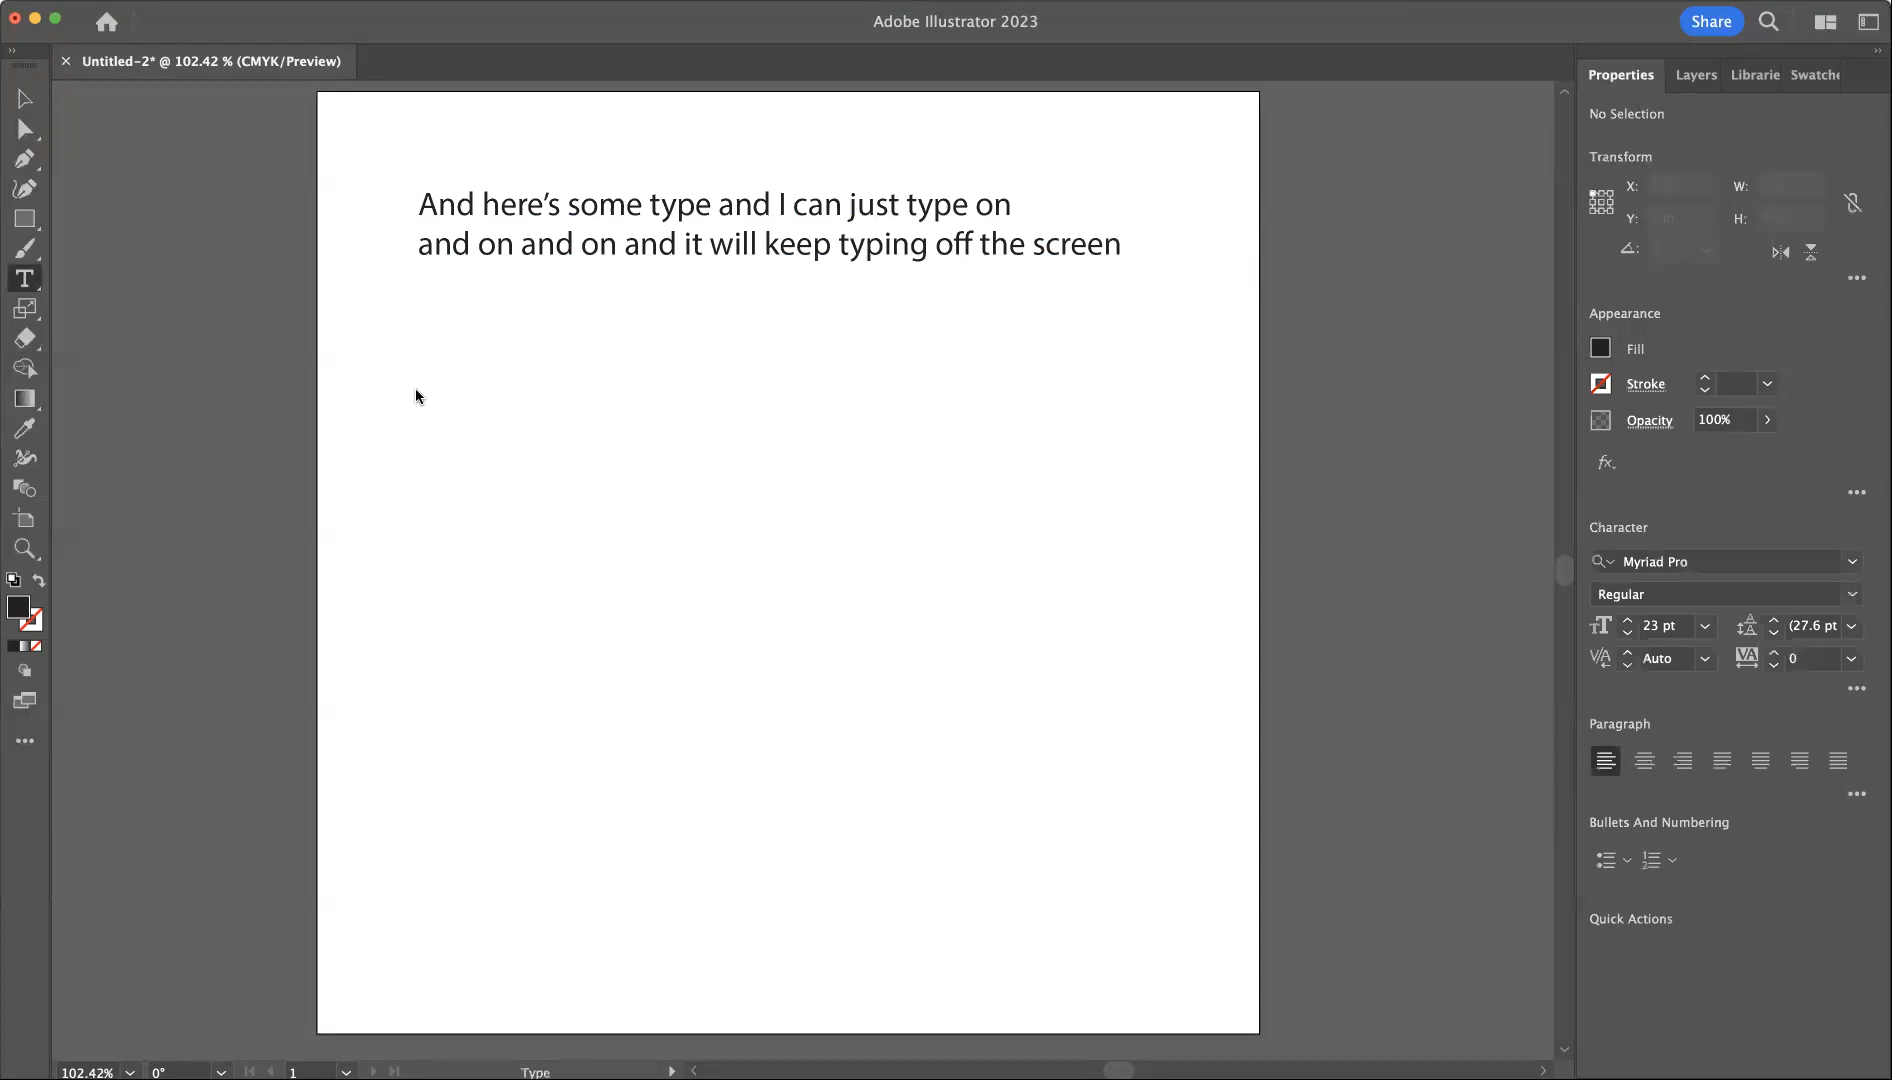 Adobe Illustrator 2023
Share
Untitled-2* @ 102.42 % (CMYK/Preview)
Properties
Layers
Librarie
Swatche
No Selection
And here’s some type and I can just type on
and on and on and it will keep typing off the screen
Transform
X:
W:
Y:
H:
Appearance
Fill
Stroke
Opacity
100%
fx
Character
Myriad Pro
Regular
23 pt
(27.6 pt
Auto
0
Paragraph
Bullets And Numbering
Quick Actions
102.42%
0°
1
Type